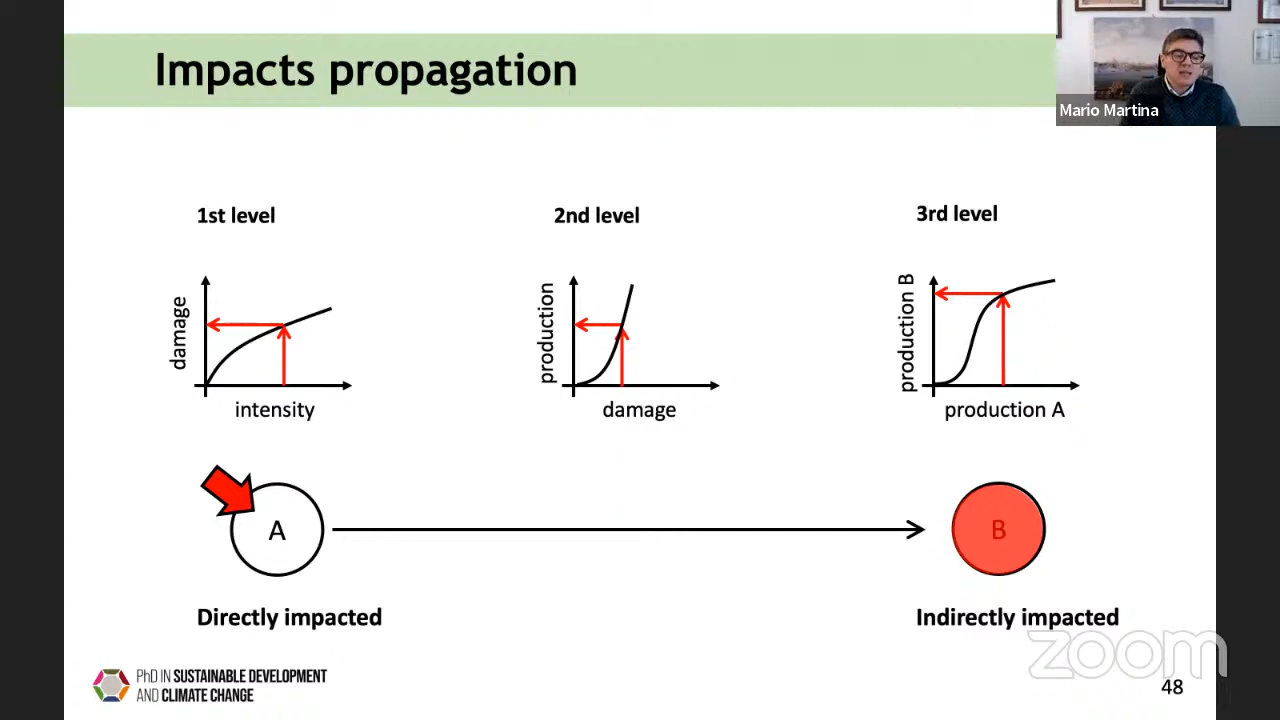 Impacts propagation
Mario Martina
1st level
2nd level
3rd level
damage
intensity
production
damage
production B
production A
A
B
Directly impacted
Indirectly impacted
zoom
PhD IN SUSTAINABLE DEVELOPMENT
AND CLIMATE CHANGE
48